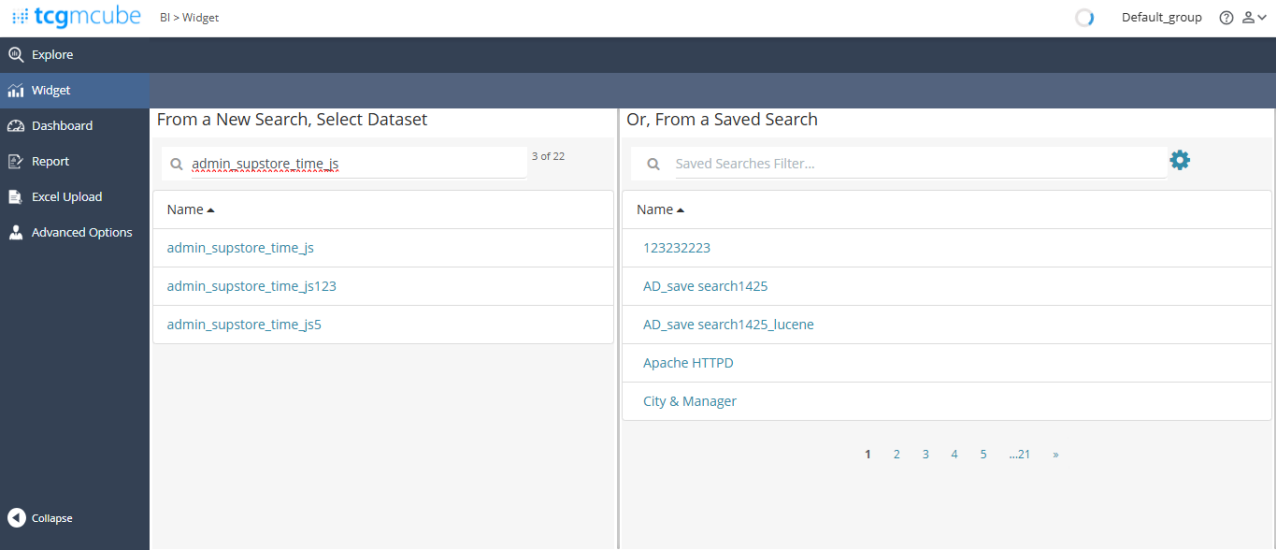 tcgmcube
BI > Widget
Default_group
Explore
Widget
Dashboard
Report
Excel Upload
Advanced Options
Collapse
From a New Search, Select Dataset
admin_supstore_time_js
3 of 22
Name
admin_supstore_time_js
admin_supstore_time_js123
admin_supstore_time_js5
Or, From a Saved Search
Saved Searches Filter...
Name
123232223
AD_save search1425
AD_save search1425_lucene
Apache HTTPD
City & Manager
1 2 3 4 5 ...21 »